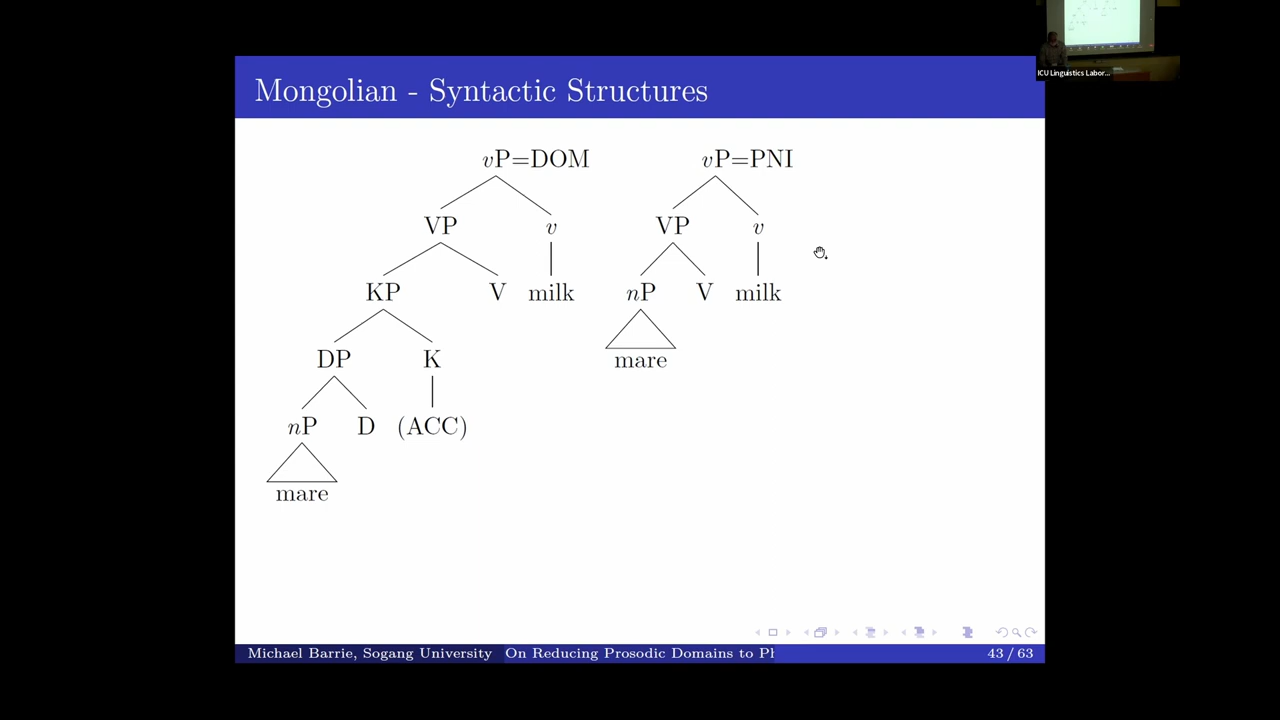 ICU Linguistics Labor...
Mongolian - Syntactic Structures
vP=DOM vP=PNI
VP v VP v
KP V milk nP V milk
DP K mare
nP D (ACC)
mare
Michael Barrie, Sogang University On Reducing Prosodic Domains to Ph 43 / 63